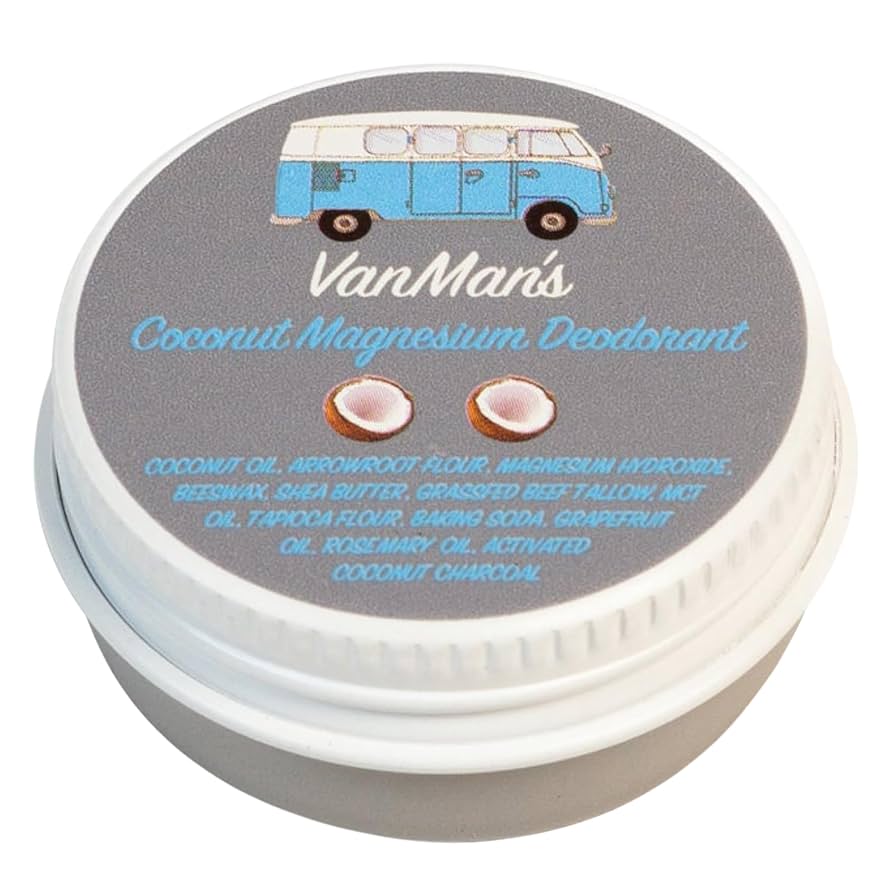 VanMan's
Coconut Magnesium Deodorant
COCONUT OIL, ARROWROOT FLOUR, MAGNESIUM HYDROXIDE,
BEESWAX, SHEA BUTTER, GRASSFED BEEF TALLOW, MCT
OIL, TAPIOCA FLOUR, BAKING SODA, GRAPEFRUIT
OIL, ROSEMARY OIL, ACTIVATED
COCONUT CHARCOAL